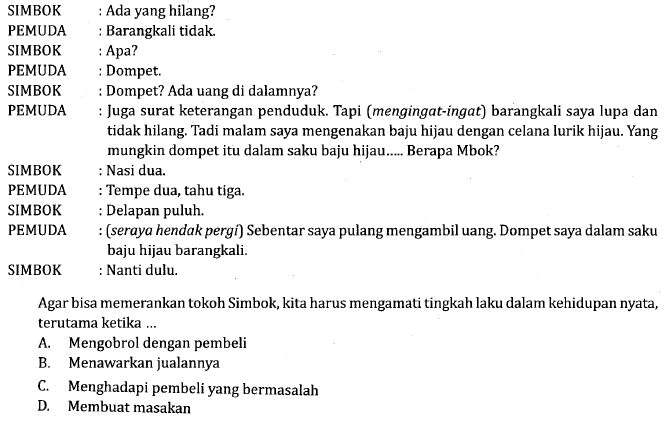 SIMBOK : Ada yang hilang?
PEMUDA : Barangkali tidak.
SIMBOK : Apa?
PEMUDA : Dompet.
SIMBOK : Dompet? Ada uang di dalamnya?
PEMUDA : Juga surat keterangan penduduk. Tapi (mengingat-ingat) barangkali saya lupa dan
tidak hilang. Tadi malam saya mengenakan baju hijau dengan celana lurik hijau. Yang
mungkin dompet itu dalam saku baju hijau..... Berapa Mbok?
SIMBOK : Nasi dua.
PEMUDA : Tempe dua, tahu tiga.
SIMBOK : Delapan puluh.
PEMUDA : (seraya hendak pergi) Sebentar saya pulang mengambil uang. Dompet saya dalam saku
baju hijau barangkali.
SIMBOK : Nanti dulu.
Agar bisa memerankan tokoh Simbok, kita harus mengamati tingkah laku dalam kehidupan nyata,
terutama ketika ...
A. Mengobrol dengan pembeli
B. Menawarkan jualannya
C. Menghadapi pembeli yang bermasalah
D. Membuat masakan